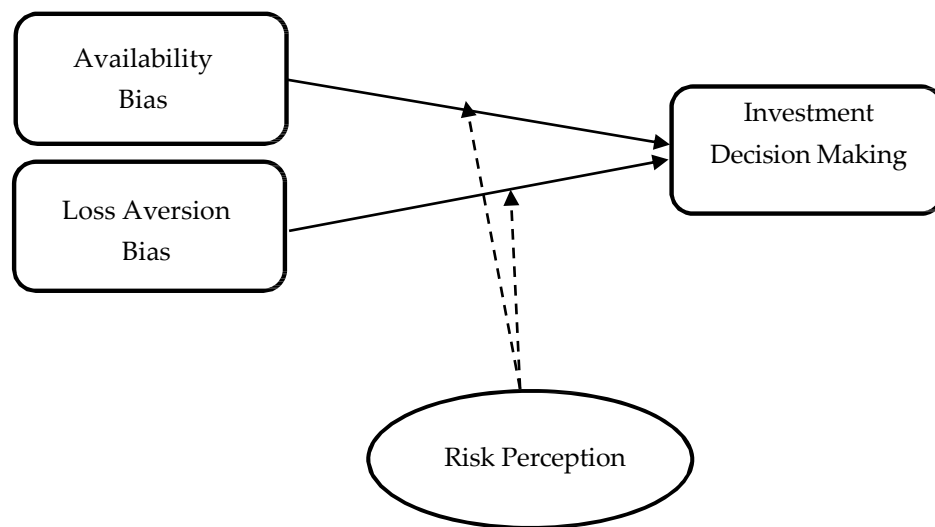 Availability
Bias
Investment
Decision Making
Loss Aversion
Bias
Risk Perception